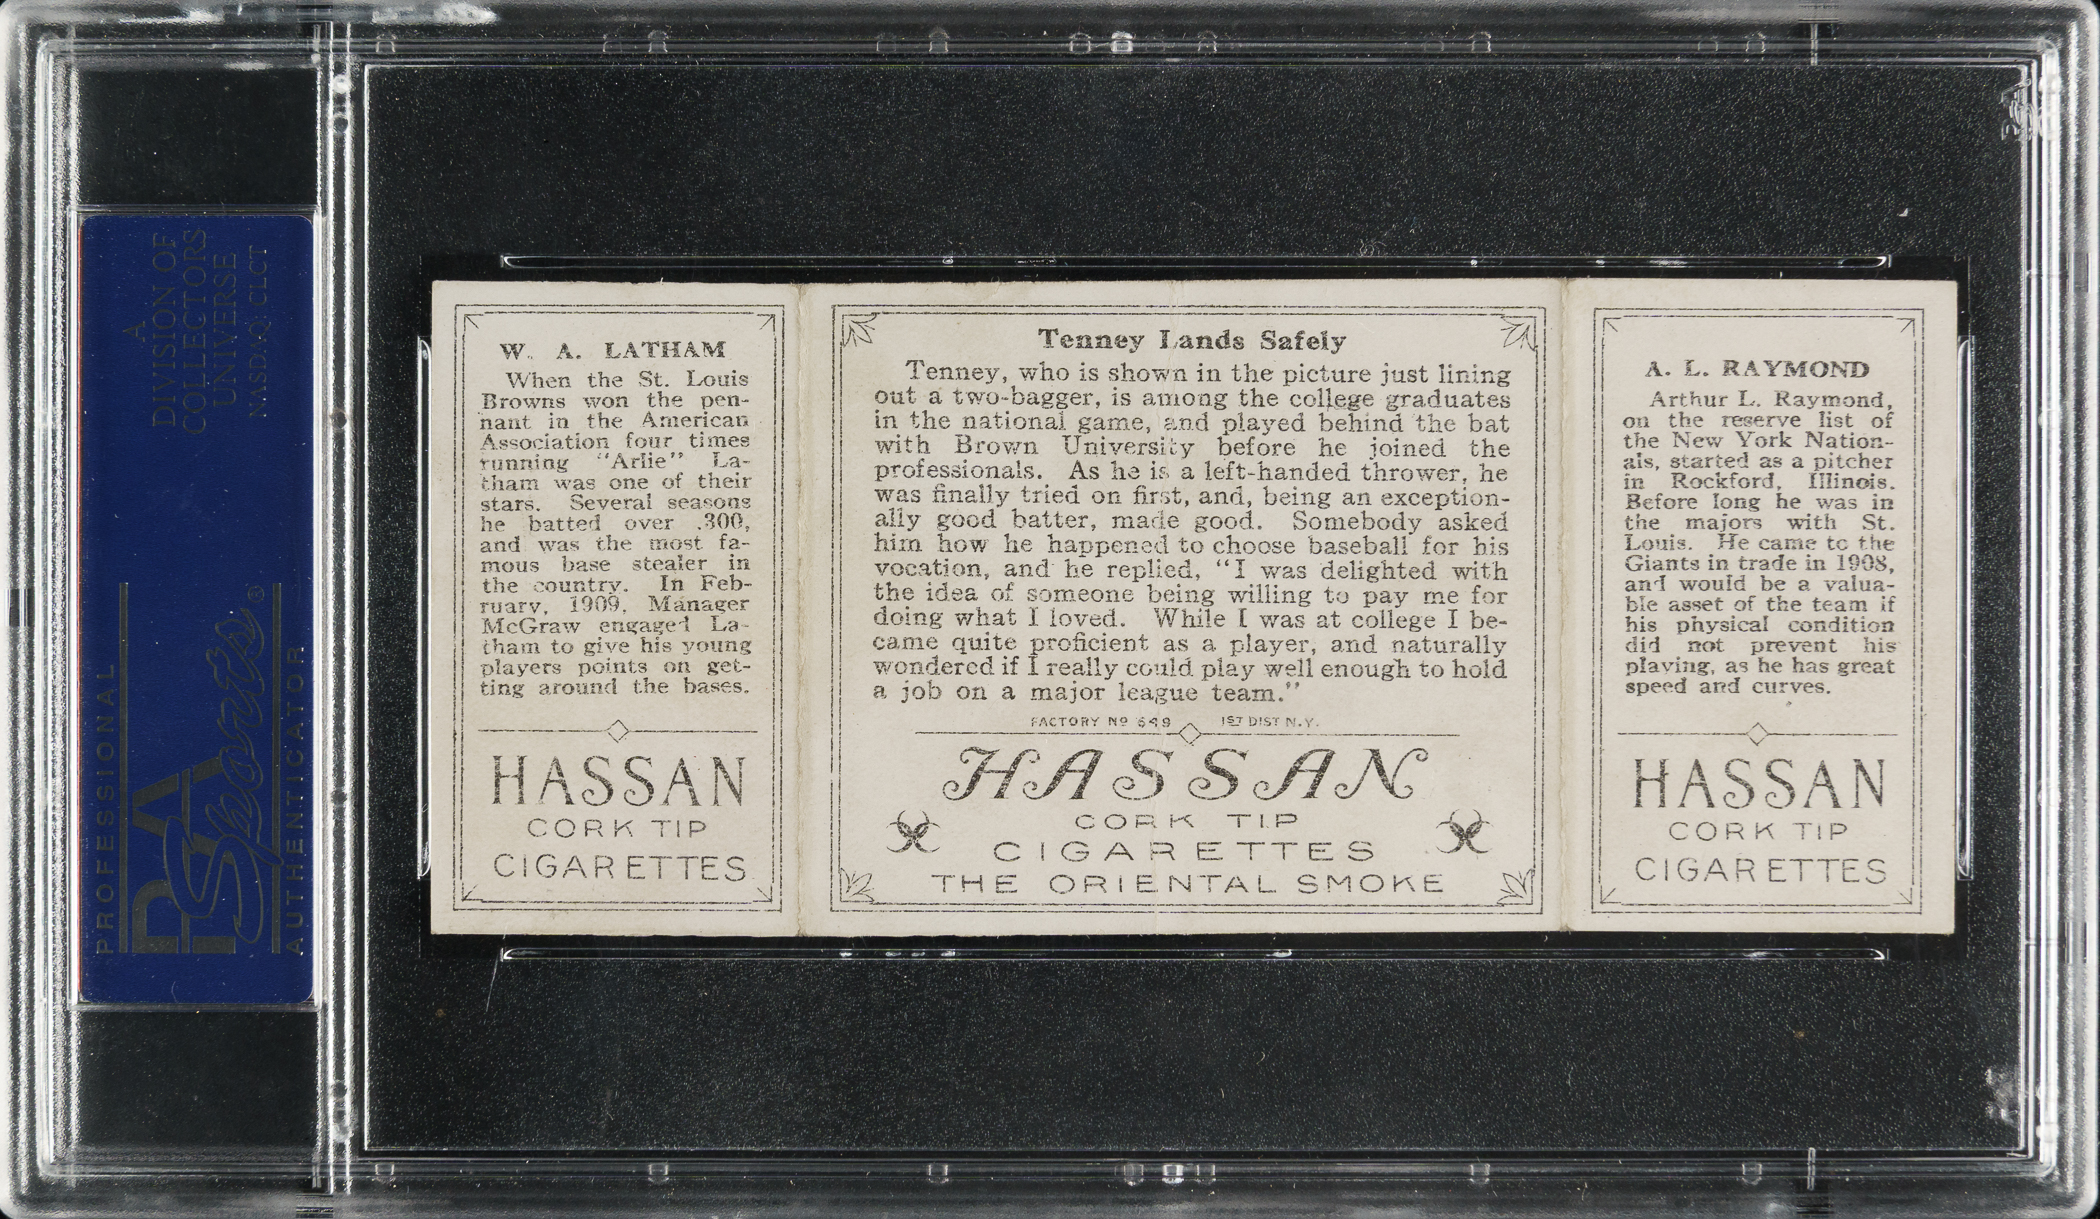 A
DIVISION OF
COLLECTORS
UNIVERSE
NASDAQ: CLCT
PROFESSIONAL
PSA
Sports®
AUTHENTICATOR
W. A. LATHAM
When the St. Louis
Browns won the pen-
nant in the American
Association four times
running "Arlie" La-
tham was one of their
stars. Several seasons
he batted over .300,
and was the most fa-
mous base stealer in
the country. In Feb-
ruary, 1909, Manager
McGraw engaged La-
tham to give his young
players points on get-
ting around the bases.
HASSAN
CORK TIP
CIGARETTES
Tenney Lands Safely
Tenney, who is shown in the picture just lining
out a two-bagger, is among the college graduates
in the national game, and played behind the bat
with Brown University before he joined the
professionals. As he is a left-handed thrower, he
was finally tried on first, and, being an exception-
ally good batter, made good. Somebody asked
him how he happened to choose baseball for his
vocation, and he replied, "I was delighted with
the idea of someone being willing to pay me for
doing what I loved. While I was at college I be-
came quite proficient as a player, and naturally
wondered if I really could play well enough to hold
a job on a major league team."
FACTORY Nº 649 1ST DIST N.Y.
HASSAN
CORK TIP
CIGARETTES
THE ORIENTAL SMOKE
A. L. RAYMOND
Arthur L. Raymond,
on the reserve list of
the New York Nation-
als, started as a pitcher
in Rockford, Illinois.
Before long he was in
the majors with St.
Louis. He came to the
Giants in trade in 1908,
and would be a valua-
ble asset of the team if
his physical condition
did not prevent his
playing, as he has great
speed and curves.
HASSAN
CORK TIP
CIGARETTES